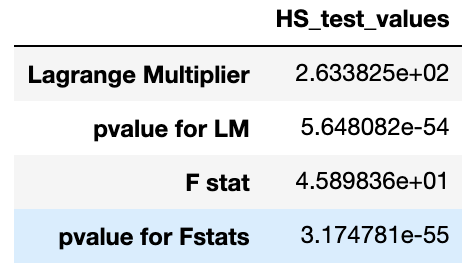 HS_test_values
Lagrange Multiplier 2.633825e+02
pvalue for LM 5.648082e-54
F stat 4.589836e+01
pvalue for Fstats 3.174781e-55